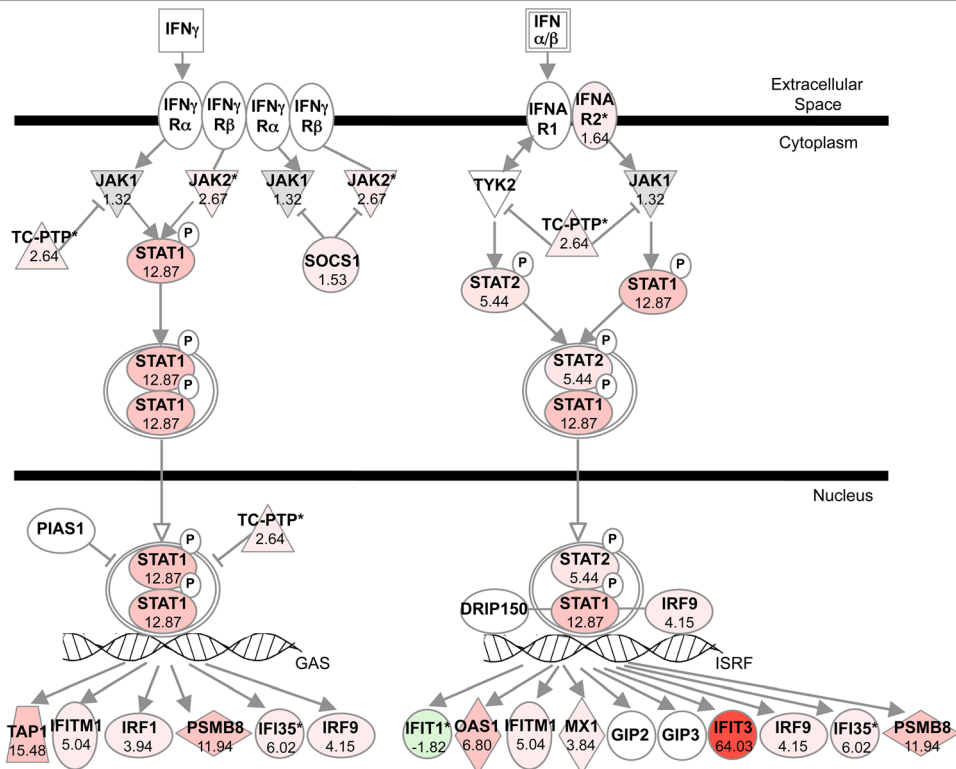 IFNγ
IFN
α/β
Extracellular
Space
IFNγ
Rα
IFNγ
Rβ
IFNγ
Rα
IFNγ
Rβ
IFNA
R1
IFNA
R2*
1.64
Cytoplasm
JAK1
1.32
JAK2*
2.67
JAK1
1.32
JAK2*
2.67
TYK2
JAK1
1.32
TC-PTP*
2.64
P
STAT1
12.87
SOCS1
1.53
TC-PTP*
2.64
P
STAT2
5.44
P
STAT1
12.87
P
STAT1
12.87
P
STAT1
12.87
P
STAT2
5.44
P
STAT1
12.87
Nucleus
PIAS1
TC-PTP*
2.64
P
STAT1
12.87
P
STAT1
12.87
P
STAT2
5.44
P
STAT1
12.87
DRIP150
IRF9
4.15
GAS
ISRF
TAP1
15.48
IFITM1
5.04
IRF1
3.94
PSMB8
11.94
IFI35*
6.02
IRF9
4.15
IFIT1*
-1.82
OAS1
6.80
IFITM1
5.04
MX1
3.84
GIP2
GIP3
IFIT3
64.03
IRF9
4.15
IFI35*
6.02
PSMB8
11.94